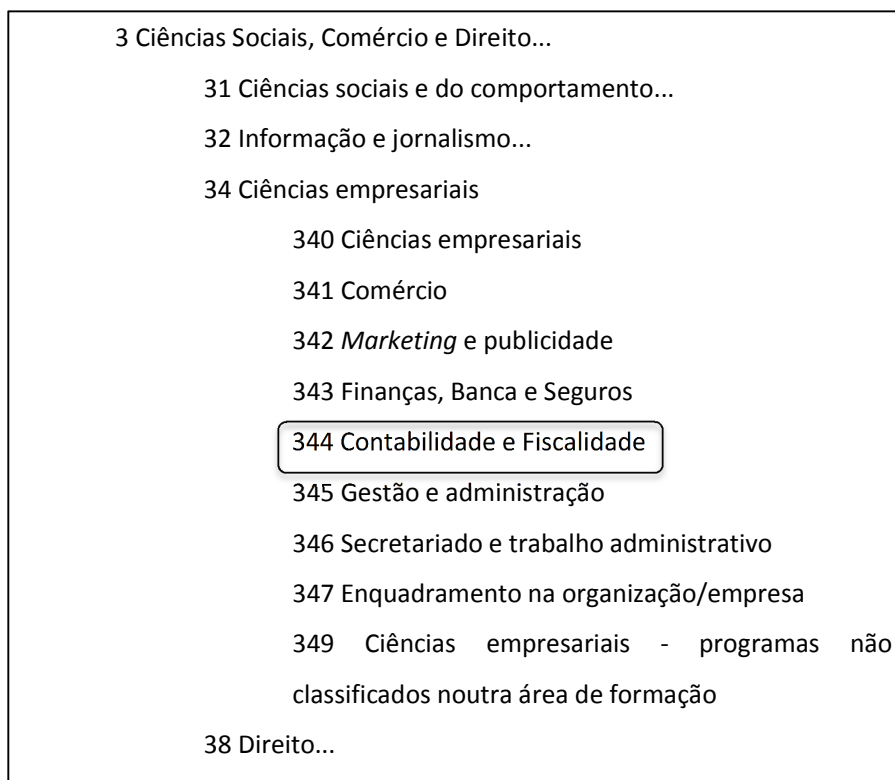 3 Ciências Sociais, Comércio e Direito...
31 Ciências sociais e do comportamento...
32 Informação e jornalismo...
34 Ciências empresariais
340 Ciências empresariais
341 Comércio
342 Marketing e publicidade
343 Finanças, Banca e Seguros
344 Contabilidade e Fiscalidade
345 Gestão e administração
346 Secretariado e trabalho administrativo
347 Enquadramento na organização/empresa
349 Ciências empresariais - programas não
classificados noutra área de formação
38 Direito...